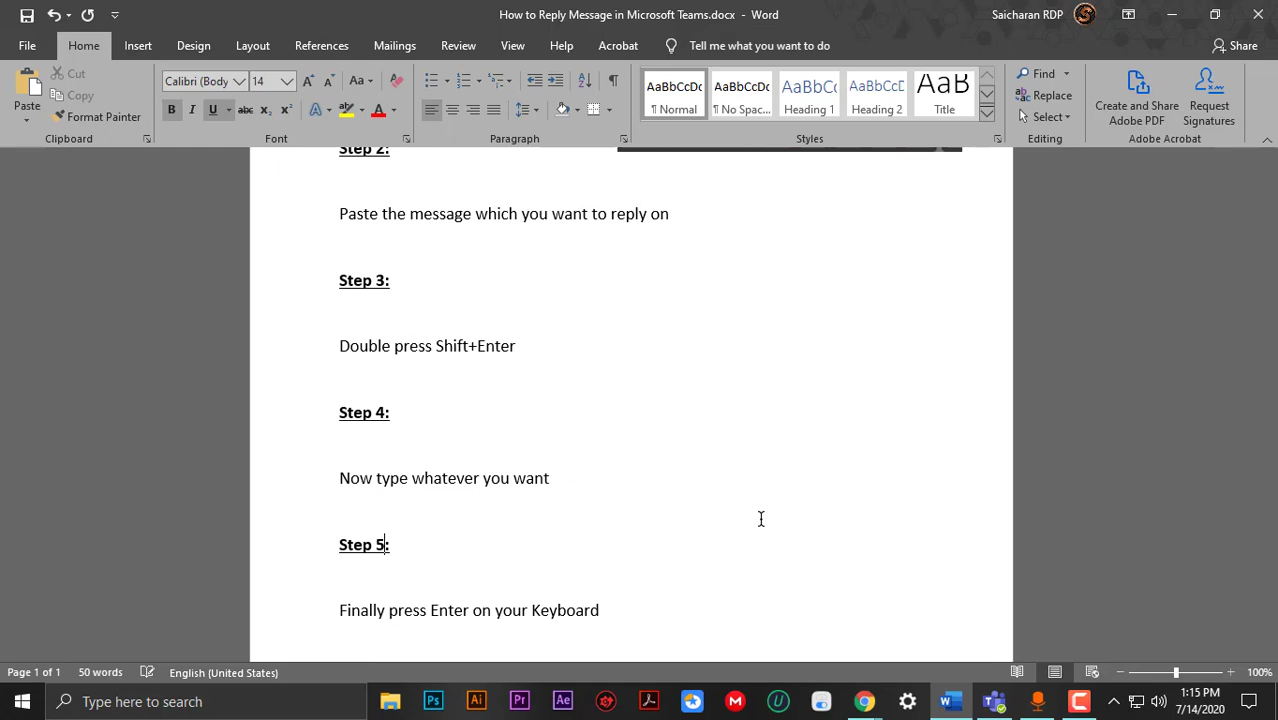 How to Reply Message in Microsoft Teams.docx - Word
Saicharan RDP
File Home Insert Design Layout References Mailings Review View Help Acrobat Tell me what you want to do Share
Paste
Cut
Copy
Format Painter
Clipboard
Calibri (Body 14
Font
Paragraph
AaBbCcDc AaBbCcDc AaBbC AaBbCcC AaB
¶ Normal ¶ No Spac... Heading 1 Heading 2 Title
Styles
Find
Replace
Select
Editing
Create and Share
Adobe PDF
Request
Signatures
Adobe Acrobat
Step 2:
Paste the message which you want to reply on
Step 3:
Double press Shift+Enter
Step 4:
Now type whatever you want
Step 5:
Finally press Enter on your Keyboard
Page 1 of 1 50 words English (United States) 100%
Type here to search
Ps Ai Pr Ae
1:15 PM
7/14/2020